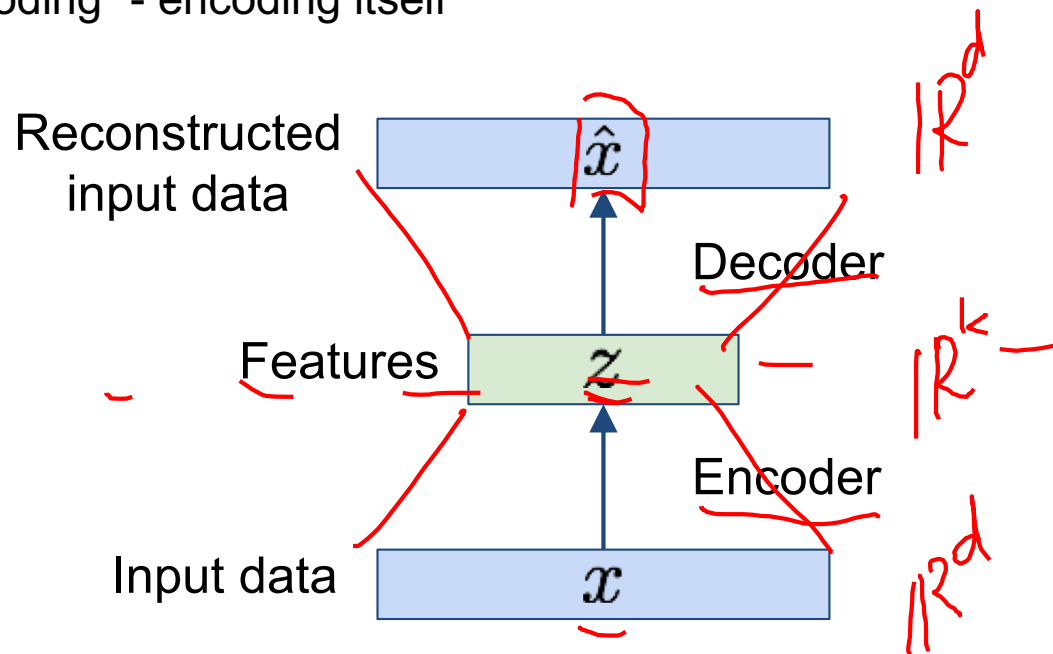 oding" - encoding itself
Reconstructed
input data
x̂
ℝ^d
Decoder
Features
z
ℝ^k
Encoder
Input data
x
ℝ^d